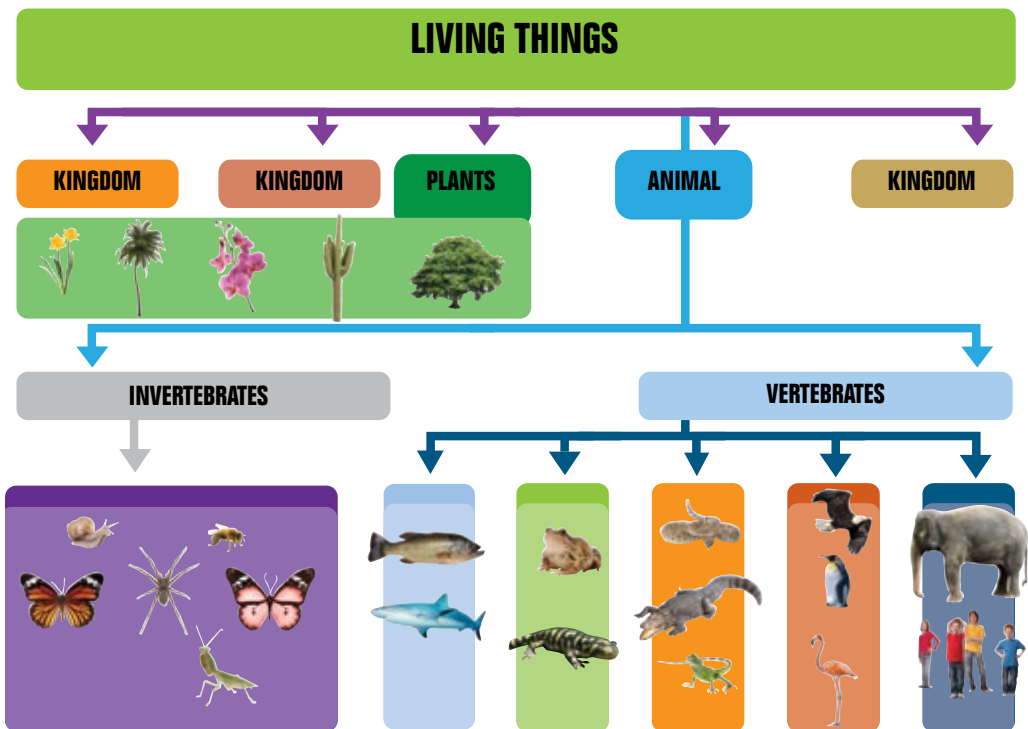 LIVING THINGS
KINGDOM
KINGDOM
PLANTS
ANIMAL
KINGDOM
INVERTEBRATES
VERTEBRATES